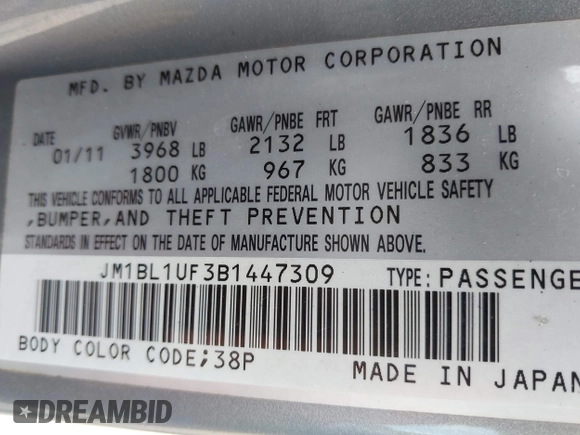 MFD. BY MAZDA MOTOR CORPORATION
DATE GVWR/PNBV GAWR/PNBE FRT GAWR/PNBE RR
01/11 3968 LB 2132 LB 1836 LB
1800 KG 967 KG 833 KG
THIS VEHICLE CONFORMS TO ALL APPLICABLE FEDERAL MOTOR VEHICLE SAFETY
,BUMPER,AND THEFT PREVENTION
STANDARDS IN EFFECT ON THE DATE OF MANUFACTURE SHOWN ABOVE.
JM1BL1UF3B1447309 TYPE: PASSENGE
BODY COLOR CODE;38P MADE IN JAPAN
DREAMBID